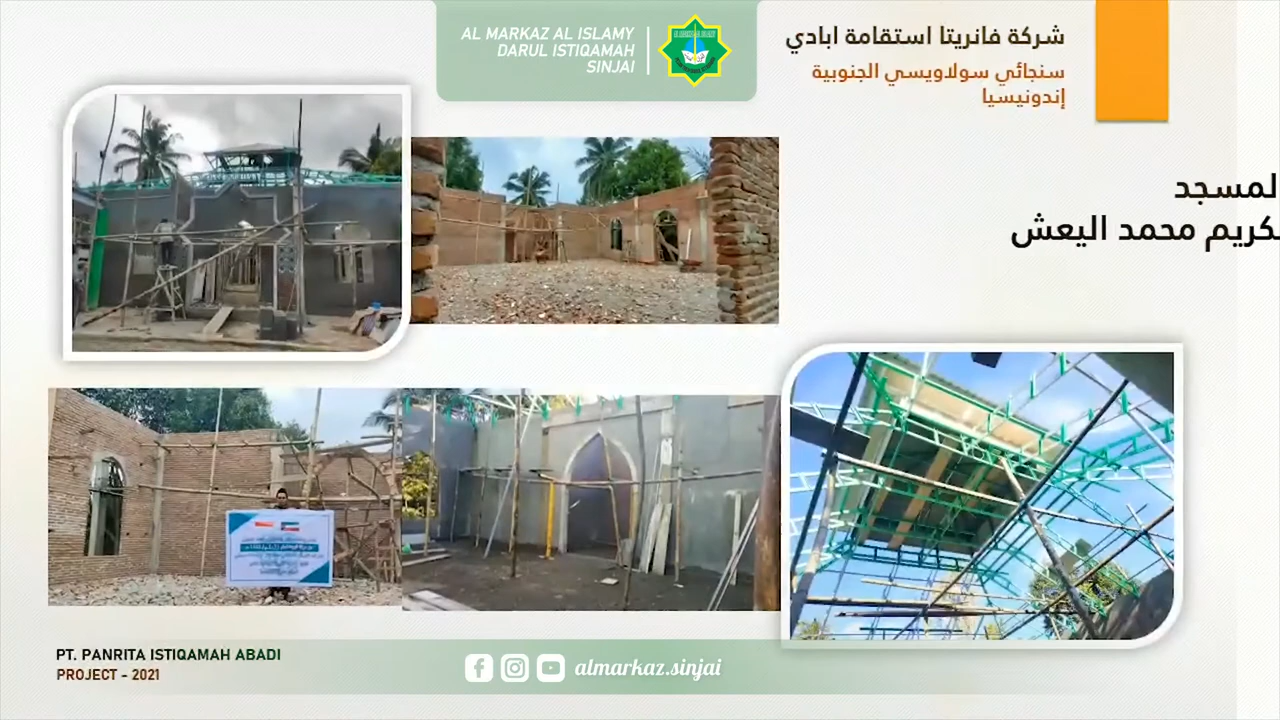 AL MARKAZ AL ISLAMY
DARUL ISTIQAMAH
SINJAI
شركة فانريتا استقامة ابادي
سنجائي سولاويسي الجنوبية
إندونيسيا
لمسجد
كريم محمد اليعش
PT. PANRITA ISTIQAMAH ABADI
PROJECT - 2021
almarkaz.sinjai